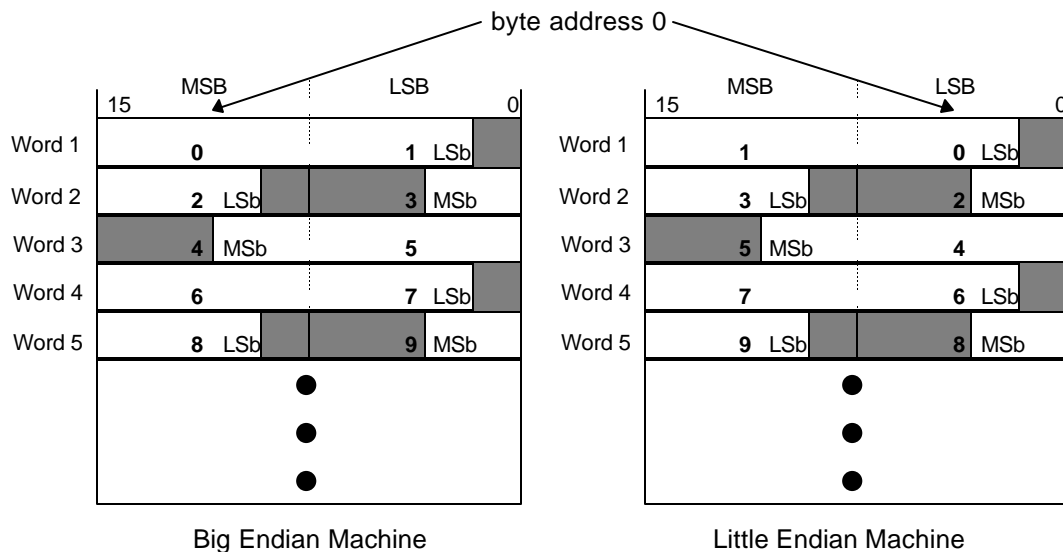 byte address 0
MSB LSB MSB LSB
15 0 15 0
Word 1 0 1 LSb Word 1 1 0 LSb
Word 2 2 LSb 3 MSb Word 2 3 LSb 2 MSb
Word 3 4 MSb 5 Word 3 5 MSb 4
Word 4 6 7 LSb Word 4 7 6 LSb
Word 5 8 LSb 9 MSb Word 5 9 LSb 8 MSb
Big Endian Machine Little Endian Machine